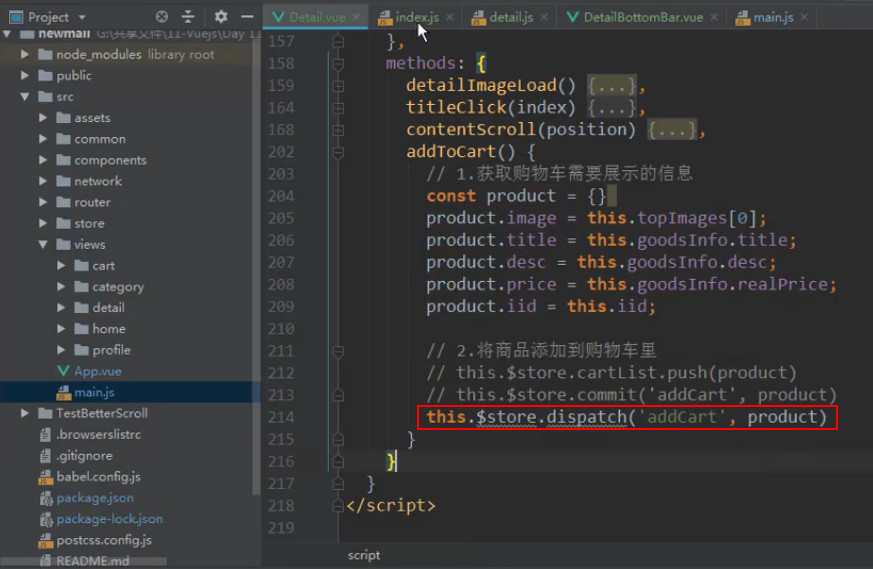 Project
Detail.vue
index.js
detail.js
DetailBottomBar.vue
main.js
newmall G:\共享文件\11-Vuejs\Day 11
node_modules library root
public
src
assets
common
components
network
router
store
views
cart
category
detail
home
profile
App.vue
main.js
TestBetterScroll
.browserslistrc
.gitignore
babel.config.js
package.json
package-lock.json
postcss.config.js
README.md
157 },
158 methods: {
159 detailImageLoad() {...},
164 titleClick(index) {...},
168 contentScroll(position) {...},
202 addToCart() {
203 // 1.获取购物车需要展示的信息
204 const product = {}
205 product.image = this.topImages[0];
206 product.title = this.goodsInfo.title;
207 product.desc = this.goodsInfo.desc;
208 product.price = this.goodsInfo.realPrice;
209 product.iid = this.iid;
210
211 // 2.将商品添加到购物车里
212 // this.$store.cartList.push(product)
213 // this.$store.commit('addCart', product)
214 this.$store.dispatch('addCart', product)
215 }
216 }
217 }
218 </script>
219
script